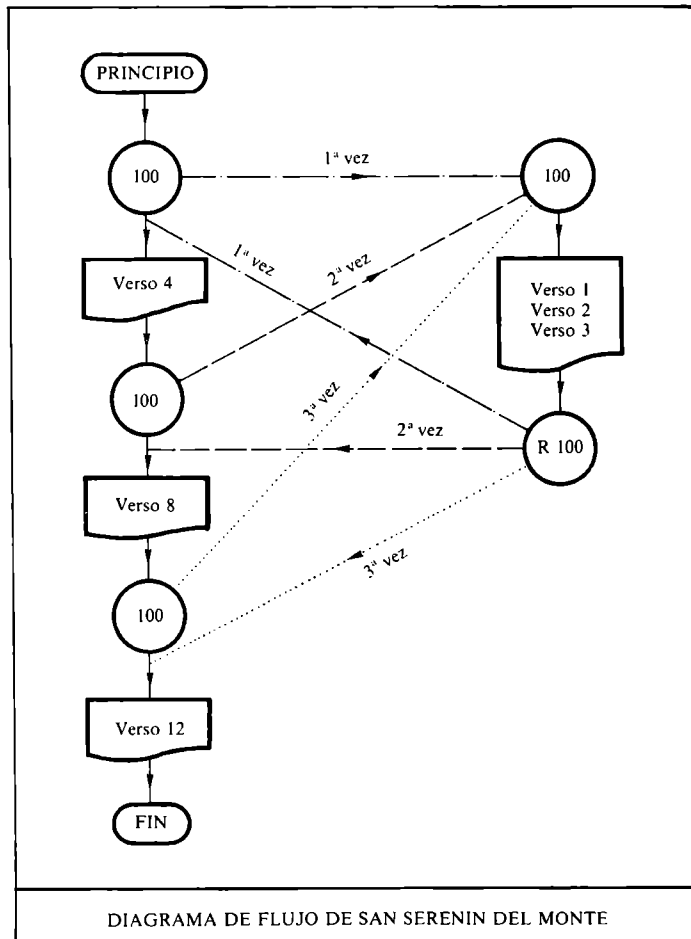 PRINCIPIO
100
1ª vez
100
1ª vez
Verso 4
2ª vez
Verso 1
Verso 2
Verso 3
100
3ª vez
2ª vez
R 100
Verso 8
3ª vez
100
Verso 12
FIN
DIAGRAMA DE FLUJO DE SAN SERENIN DEL MONTE